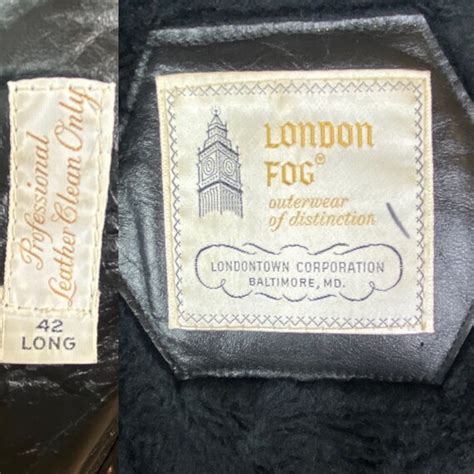 Professional
Leather Clean Only
42
LONG
LONDON
FOG®
outerwear
of distinction
LONDONTOWN CORPORATION
BALTIMORE, MD.